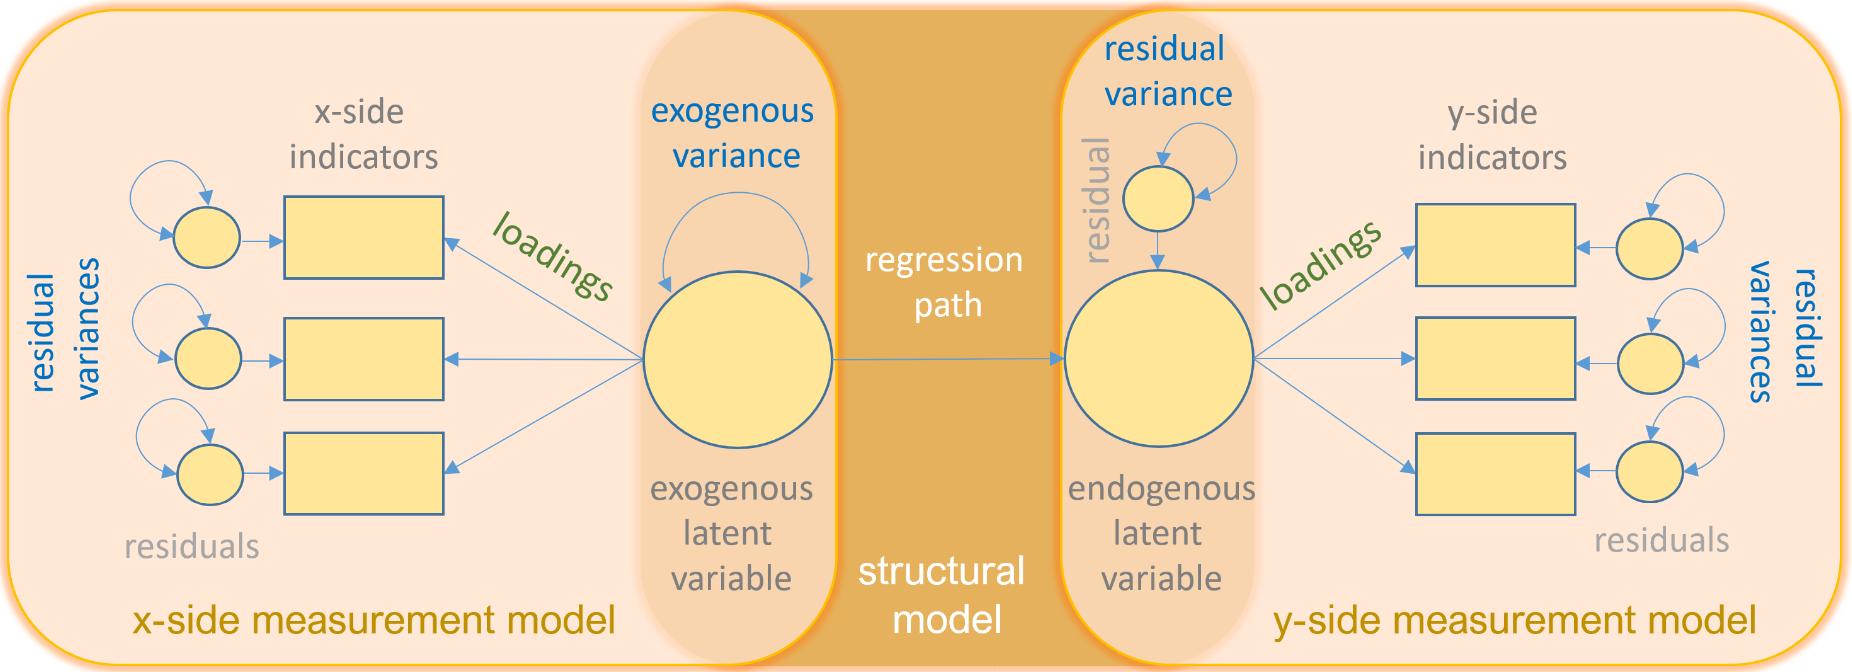 x-side
indicators
residual
variances
loadings
residuals
x-side measurement model
exogenous
variance
exogenous
latent
variable
regression
path
structural
model
residual
variance
residual
endogenous
latent
variable
loadings
y-side
indicators
residual
variances
residuals
y-side measurement model